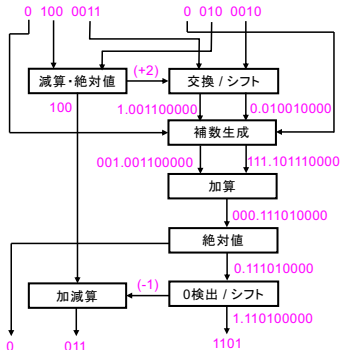 0 100 0011 0 010 0010
減算・絶対値 (+2) 交換 / シフト
100 1.001100000 0.010010000
補数生成
001.001100000 111.101110000
加算
000.111010000
絶対値
0.111010000
加減算 (-1) 0検出 / シフト
1.110100000
0 011 1101